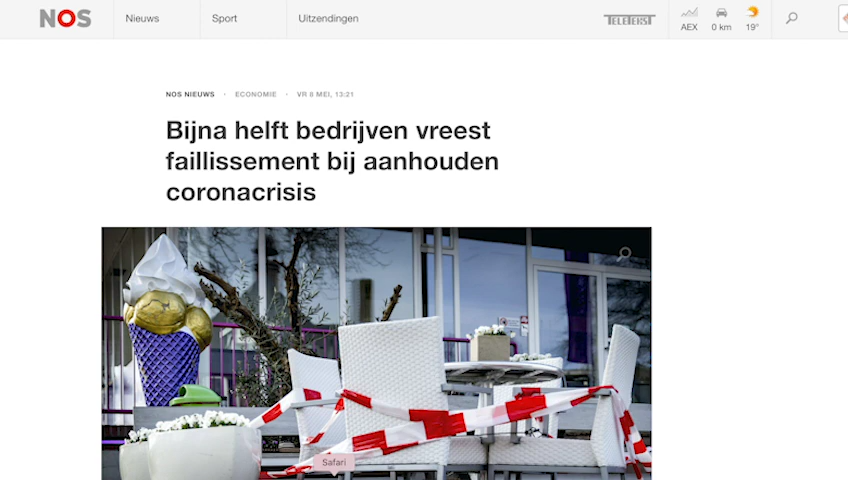 NOS
Nieuws
Sport
Uitzendingen
TELETEKST
AEX
0 km
19°
NOS NIEUWS · ECONOMIE · VR 8 MEI, 13:21
Bijna helft bedrijven vreest
faillissement bij aanhouden
coronacrisis
Safari